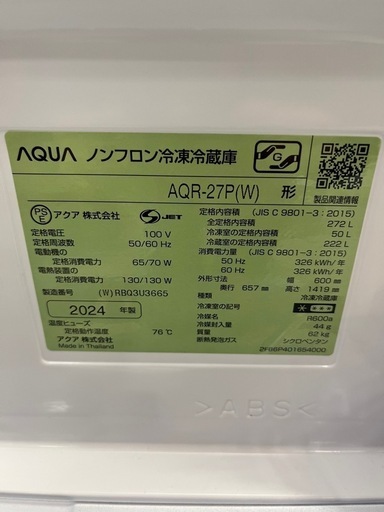 AQUA ノンフロン冷凍冷蔵庫
AQR-27P(W) 形
製品関連情報
PS E アクア 株式会社 S JET
定格電圧 100 V
定格周波数 50/60 Hz
電動機の定格消費電力 65/70 W
電熱装置の定格消費電力 130/130 W
製造番号 (W)RBQ3U3665
2024 年製
温度ヒューズ
定格動作温度 76℃
アクア 株式会社
Made in Thailand
定格内容積 (JIS C 9801-3:2015)
全定格内容積 272 L
冷凍室の定格内容積 50 L
冷蔵室の定格内容積 222 L
消費電力量 (JIS C 9801-3:2015)
50 Hz 326 kWh/年
60 Hz 326 kWh/年
外形寸法 幅 600 mm
奥行 657 mm 高さ 1419 mm
種類 冷凍冷蔵庫
冷凍室の記号
冷媒 R600a
冷媒封入量 44 g
質量 62 kg
断熱発泡ガス シクロペンタン
2F98P401654000
>ABS<